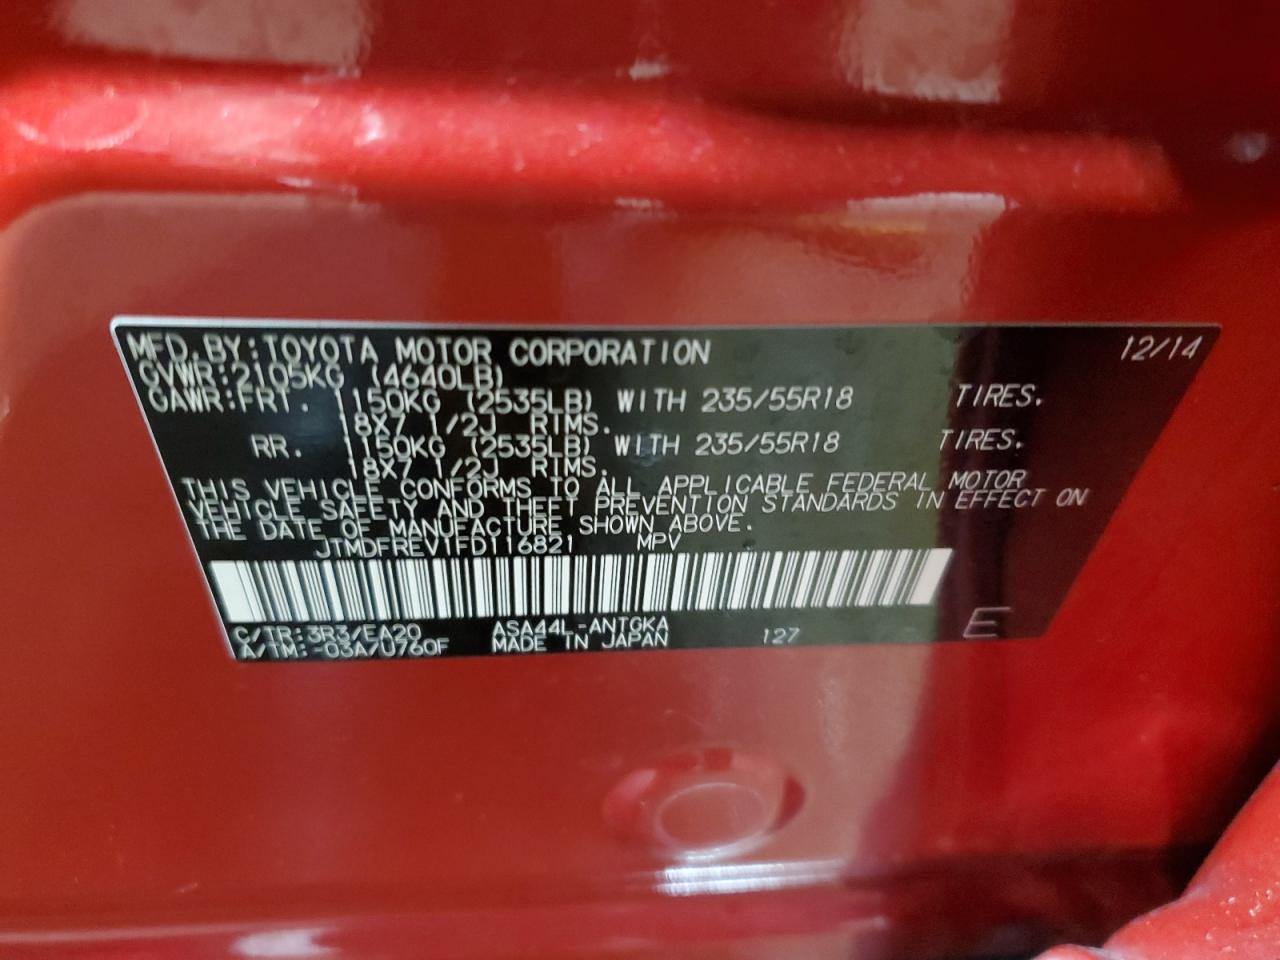 MFD. BY: TOYOTA MOTOR CORPORATION 12/14
GVWR: 2105KG (4640LB)
GAWR: FRT. 1150KG (2535LB) WITH 235/55R18 TIRES.
18X7 1/2J RIMS.
RR. 1150KG (2535LB) WITH 235/55R18 TIRES.
18X7 1/2J RIMS.
THIS VEHICLE CONFORMS TO ALL APPLICABLE FEDERAL MOTOR
VEHICLE SAFETY AND THEFT PREVENTION STANDARDS IN EFFECT ON
THE DATE OF MANUFACTURE SHOWN ABOVE.
JTMDFREV1FD116821 MPV
C/TR: 3R3/EA20 ASA44L-ANTGKA 127 E
A/TM: -03A/U760F MADE IN JAPAN